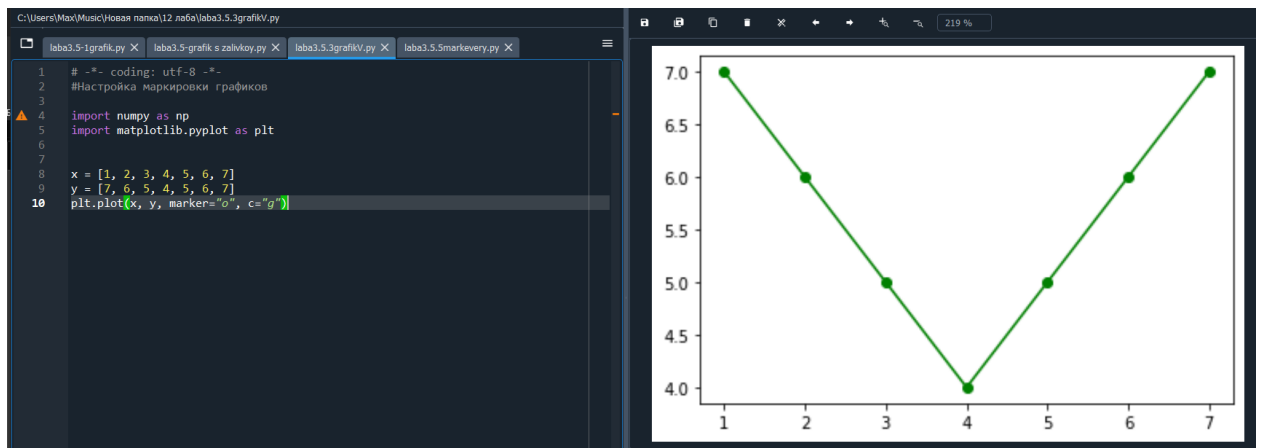 C:\Users\Max\Music\Новая папка\12 лаба\laba3.5.3grafikV.py
laba3.5-1grafik.py laba3.5-grafik s zalivkoy.py laba3.5.3grafikV.py laba3.5.5markevery.py
1 # -*- coding: utf-8 -*-
2 #Настройка маркировки графиков
3
4 import numpy as np
5 import matplotlib.pyplot as plt
6
7
8 x = [1, 2, 3, 4, 5, 6, 7]
9 y = [7, 6, 5, 4, 5, 6, 7]
10 plt.plot(x, y, marker="o", c="g")
219 %
7.0
6.5
6.0
5.5
5.0
4.5
4.0
1 2 3 4 5 6 7